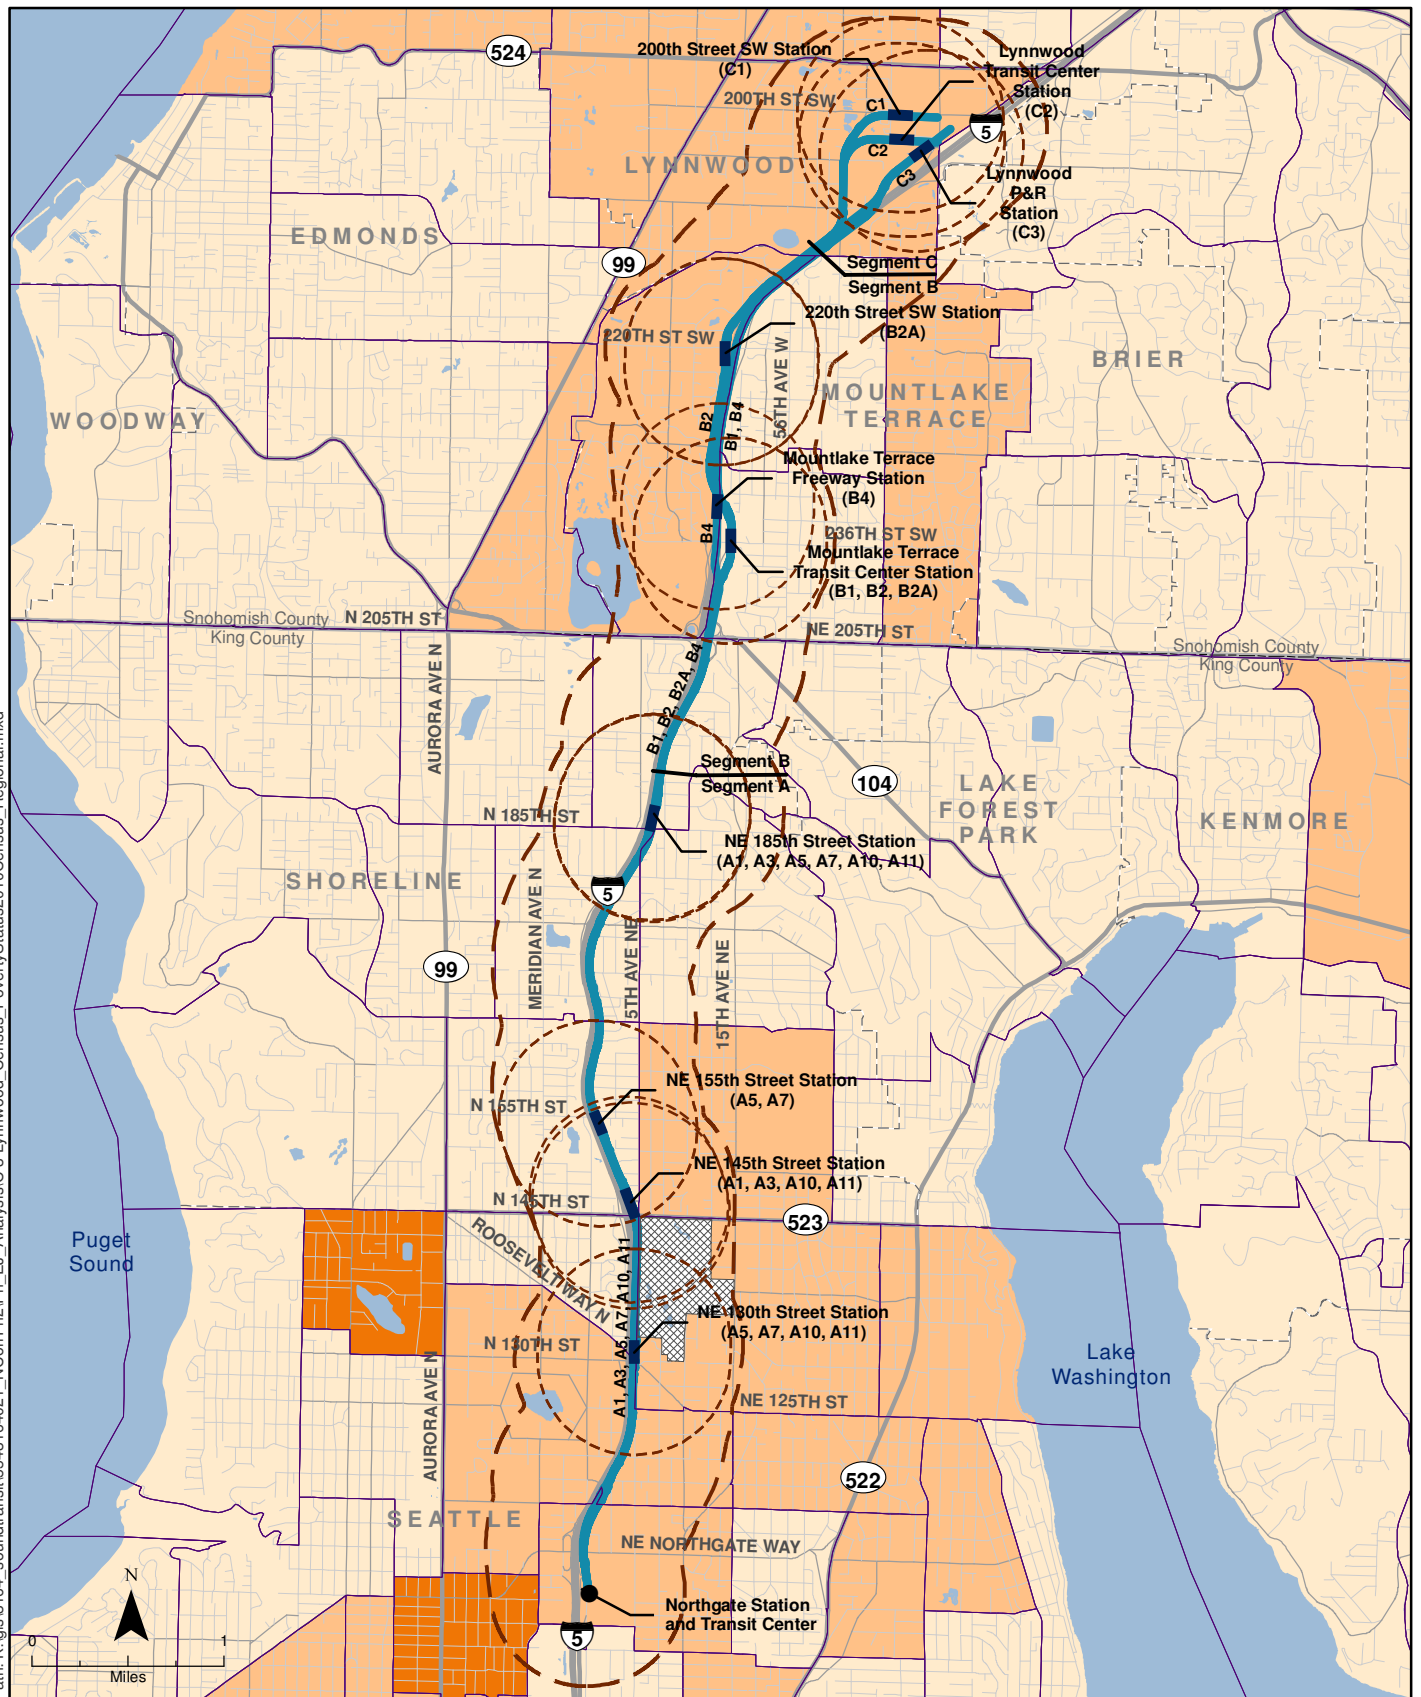 524
200th Street SW Station
(C1)
Lynnwood
Transit Center
Station
(C2)
200TH ST SW
C1
C2
C3
5
LYNNWOOD
Lynnwood
P&R
Station
(C3)
EDMONDS
99
Segment C
Segment B
220th Street SW Station
(B2A)
220TH ST SW
56TH AVE W
BRIER
MOUNTLAKE
TERRACE
WOODWAY
B2
B1, B4
Mountlake Terrace
Freeway Station
(B4)
B4
236TH ST SW
Mountlake Terrace
Transit Center Station
(B1, B2, B2A)
Snohomish County
King County
N 205TH ST
NE 205TH ST
Snohomish County
King County
AURORA AVE N
B1, B2, B2A, B4
Segment B
Segment A
104
LAKE
FOREST
PARK
KENMORE
N 185TH ST
NE 185th Street Station
(A1, A3, A5, A7, A10, A11)
SHORELINE
5
MERIDIAN AVE N
5TH AVE NE
15TH AVE NE
99
NE 155th Street Station
(A5, A7)
N 155TH ST
NE 145th Street Station
(A1, A3, A10, A11)
N 145TH ST
523
ROOSEVELT WAY N
Puget
Sound
A1, A3, A5, A7, A10, A11
NE 130th Street Station
(A5, A7, A10, A11)
N 130TH ST
Lake
Washington
AURORA AVE N
NE 125TH ST
522
SEATTLE
NE NORTHGATE WAY
N
Northgate Station
and Transit Center
5
0 1
Miles